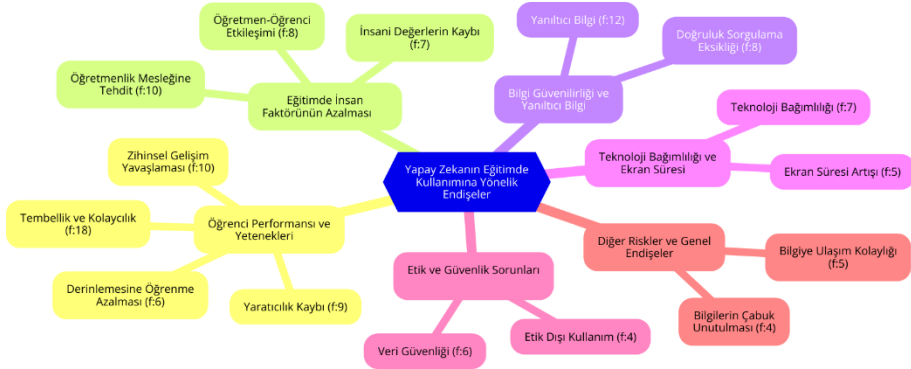 Yapay Zekanın Eğitimde
Kullanımına Yönelik
Endişeler
Eğitimde İnsan
Faktörünün Azalması
Öğretmen-Öğrenci
Etkileşimi (f:8)
İnsani Değerlerin Kaybı
(f:7)
Öğretmenlik Mesleğine
Tehdit (f:10)
Bilgi Güvenilirliği ve
Yanıltıcı Bilgi
Yanıltıcı Bilgi (f:12)
Doğruluk Sorgulama
Eksikliği (f:8)
Teknoloji Bağımlılığı ve
Ekran Süresi
Teknoloji Bağımlılığı (f:7)
Ekran Süresi Artışı (f:5)
Öğrenci Performansı ve
Yetenekleri
Zihinsel Gelişim
Yavaşlaması (f:10)
Tembellik ve Kolaycılık
(f:18)
Derinlemesine Öğrenme
Azalması (f:6)
Yaratıcılık Kaybı (f:9)
Etik ve Güvenlik Sorunları
Veri Güvenliği (f:6)
Etik Dışı Kullanım (f:4)
Diğer Riskler ve Genel
Endişeler
Bilgiye Ulaşım Kolaylığı
(f:5)
Bilgilerin Çabuk
Unutulması (f:4)